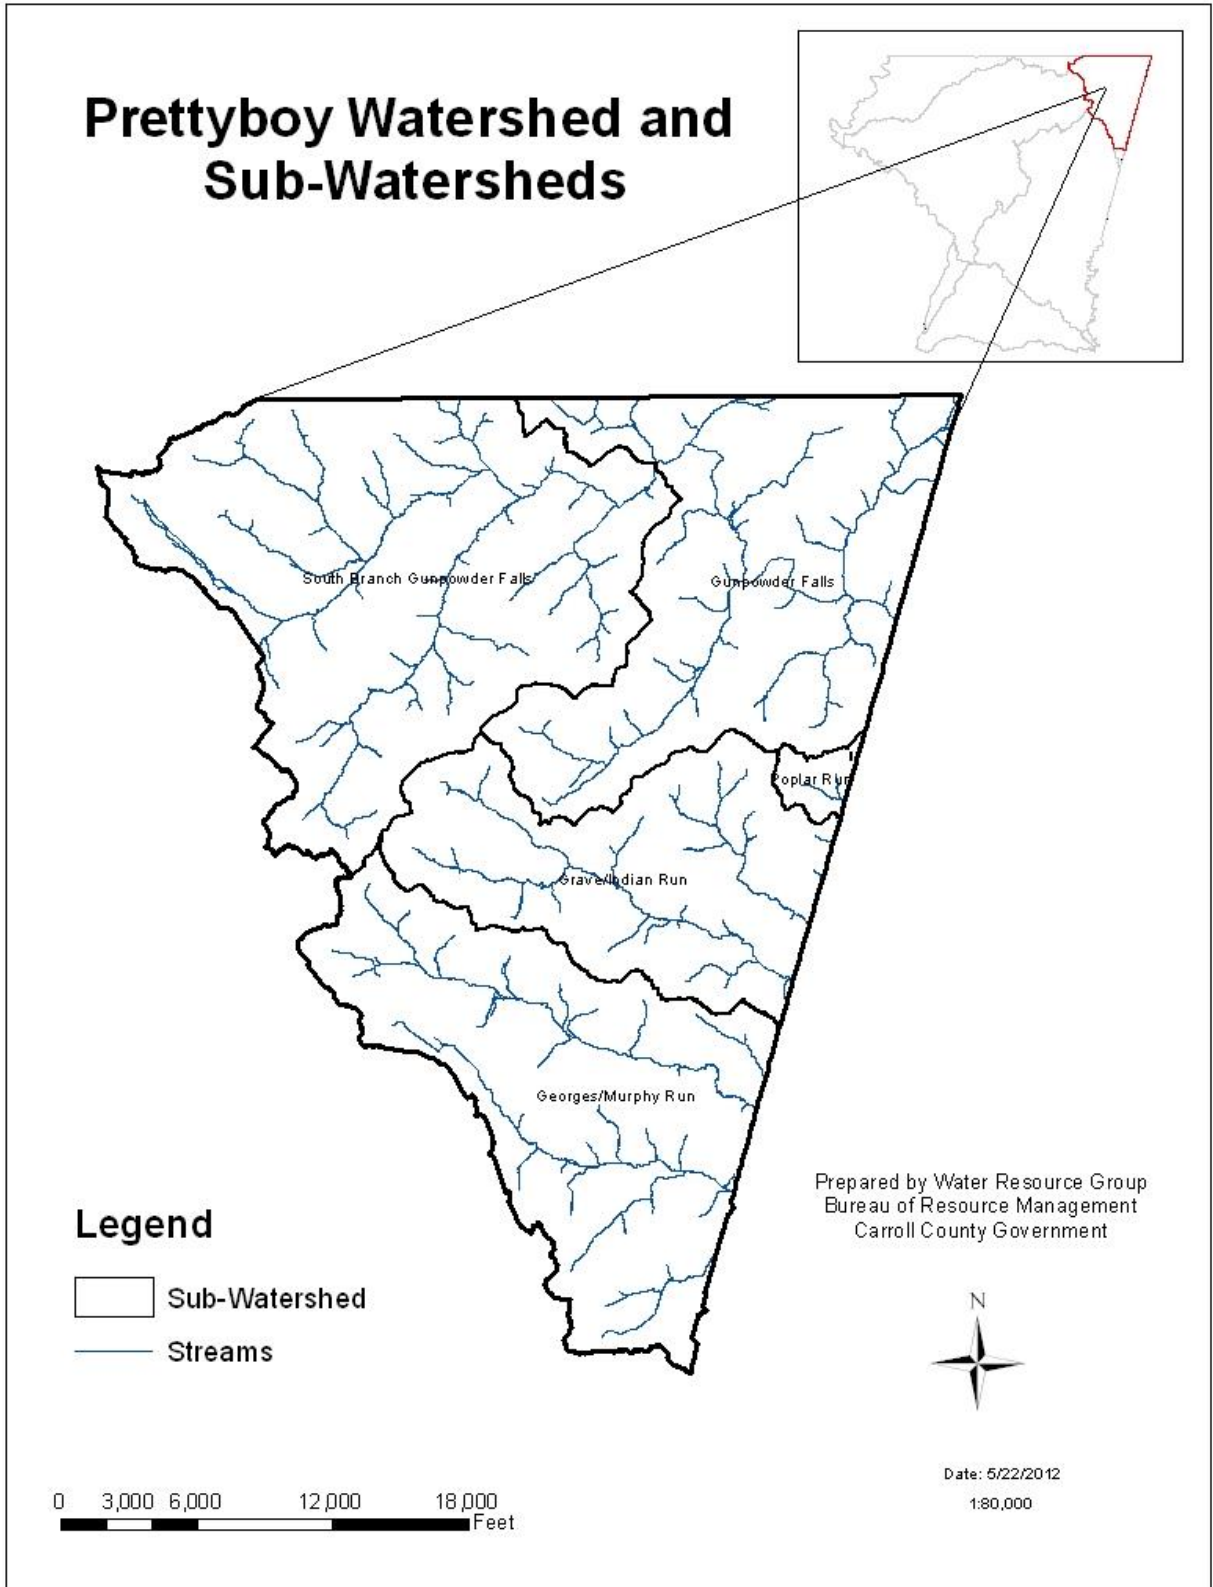 Prettyboy Watershed and
Sub-Watersheds
South Branch Gunpowder Falls
Gunpowder Falls
Poplar Run
Grave/Indian Run
Georges/Murphy Run
Prepared by Water Resource Group
Bureau of Resource Management
Carroll County Government
Legend
Sub-Watershed
Streams
N
Date: 5/22/2012
1:80,000
0 3,000 6,000 12,000 18,000
Feet